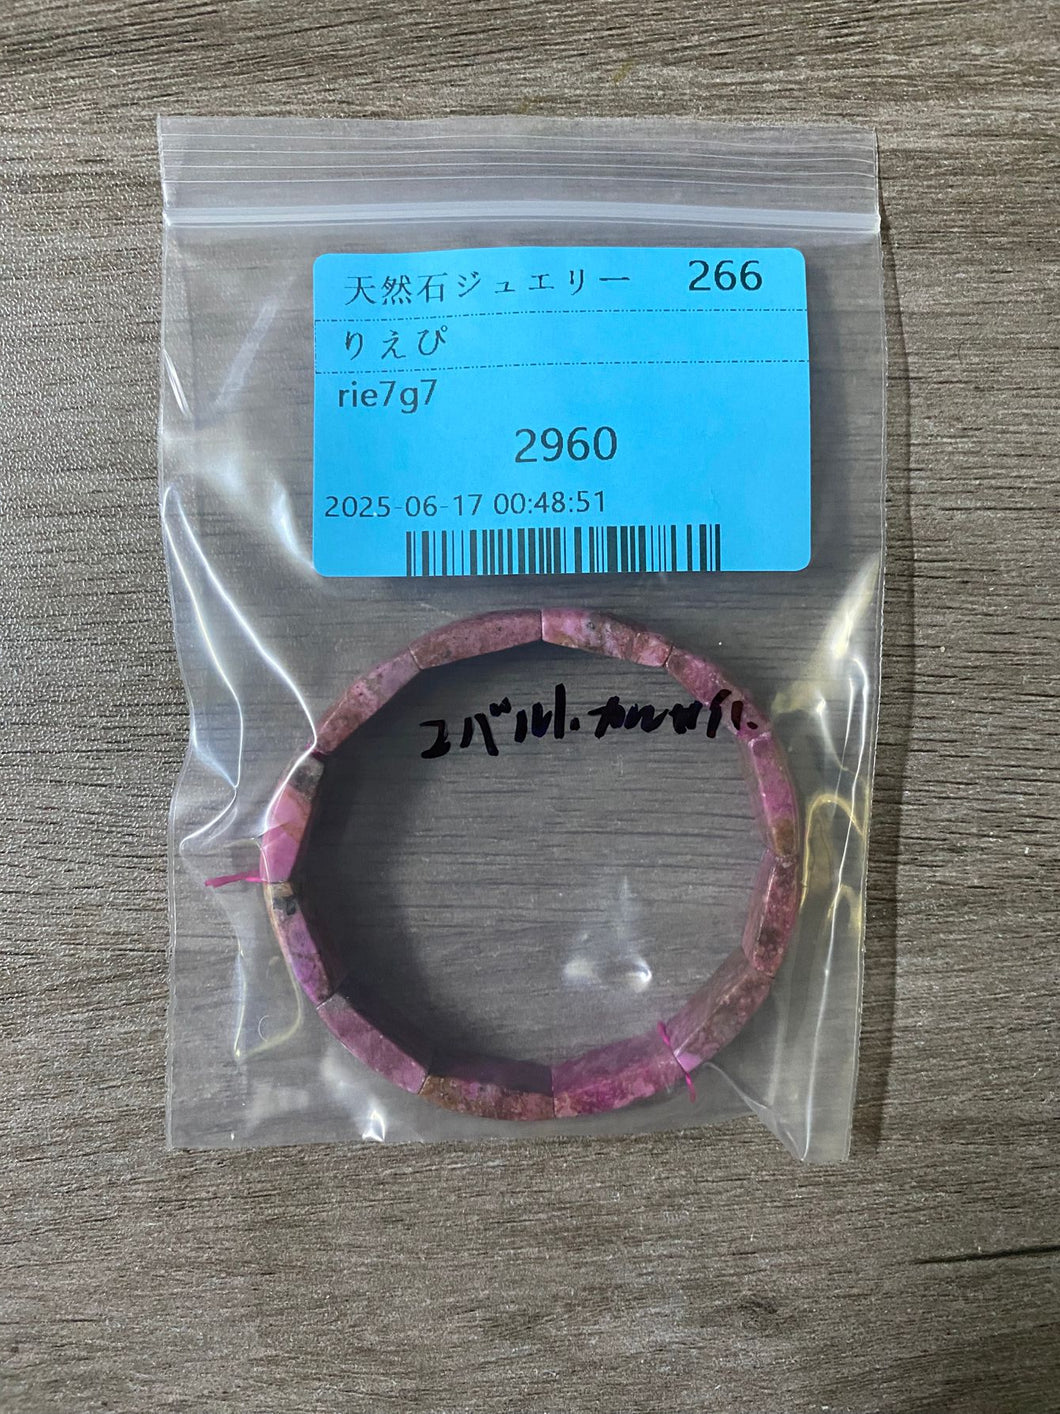 天然石ジュエリー 266
りえぴ
rie7g7
2960
2025-06-17 00:48:51
コバルト.カルサイト